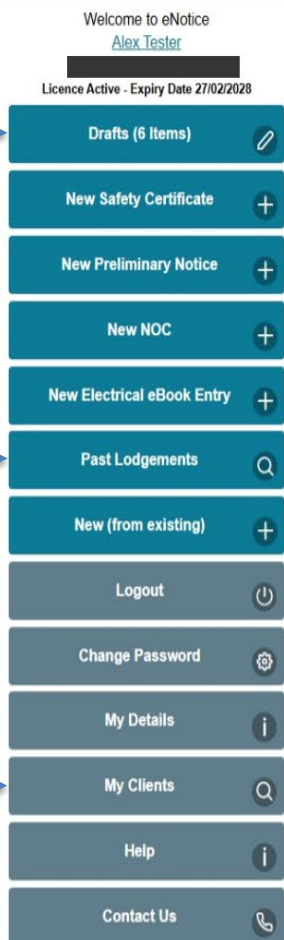 Welcome to eNotice
Alex Tester
Licence Active - Expiry Date 27/02/2028
Drafts (6 Items)
New Safety Certificate
New Preliminary Notice
New NOC
New Electrical eBook Entry
Past Lodgements
New (from existing)
Logout
Change Password
My Details
My Clients
Help
Contact Us